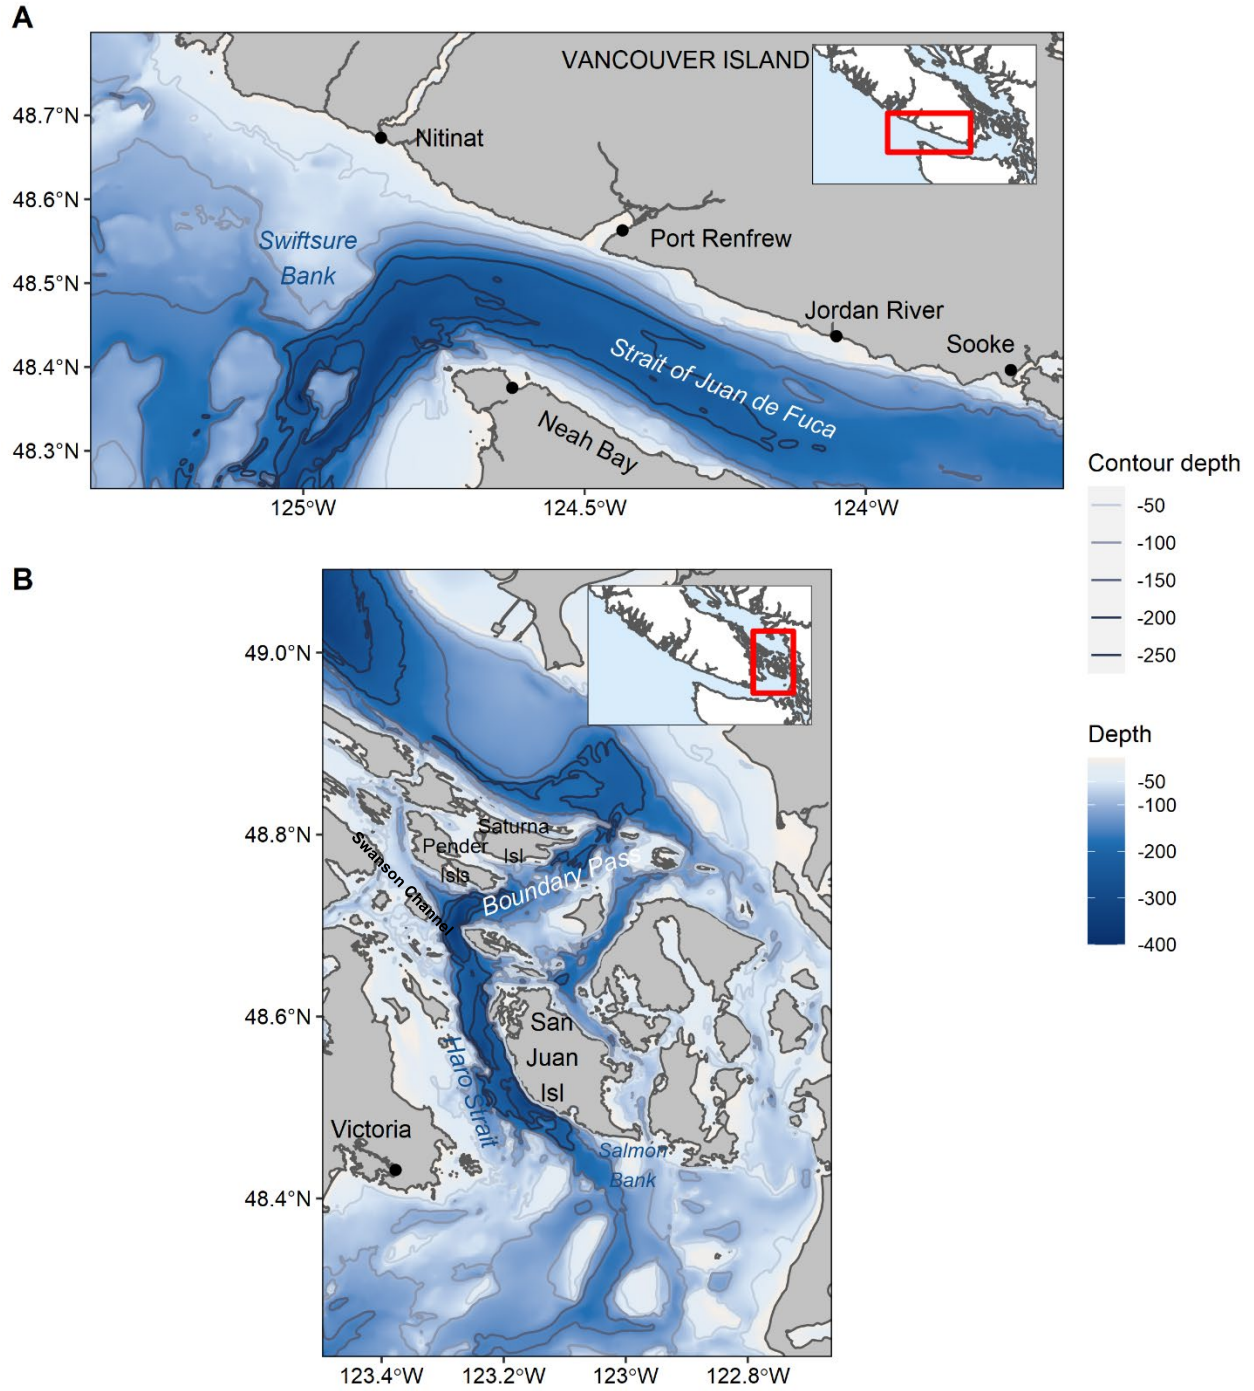 A
VANCOUVER ISLAND
48.7°N
Nitinat
48.6°N
Port Renfrew
Swiftsure
Bank
48.5°N
Jordan River
Sooke
48.4°N
Strait of Juan de Fuca
Neah Bay
48.3°N
125°W
124.5°W
124°W
Contour depth
-50
-100
-150
-200
-250
Depth
-50
-100
-200
-300
-400
B
49.0°N
48.8°N
Saturna
Isl
Pender
Isls
Swanson Channel
Boundary Pass
48.6°N
San
Juan
Isl
Haro Strait
Victoria
Salmon
Bank
48.4°N
123.4°W
123.2°W
123°W
122.8°W